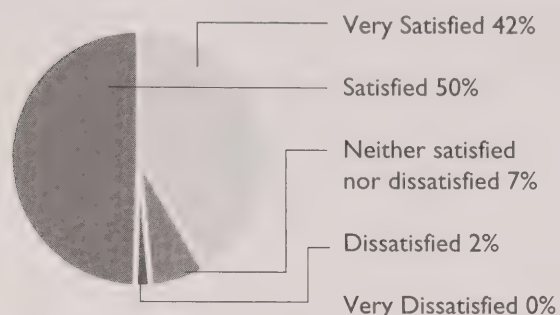 Very Satisfied 42%
Satisfied 50%
Neither satisfied
nor dissatisfied 7%
Dissatisfied 2%
Very Dissatisfied 0%